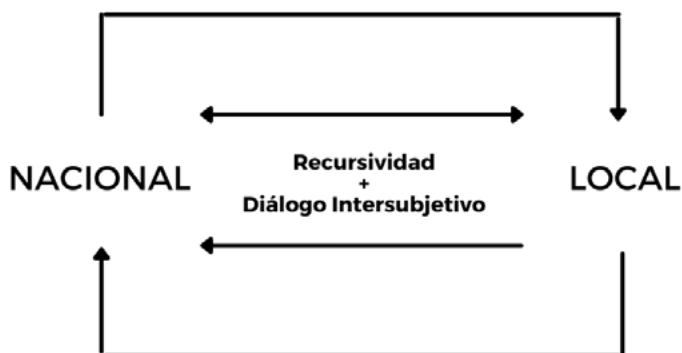 NACIONAL
Recursividad
+
Diálogo Intersubjetivo
LOCAL